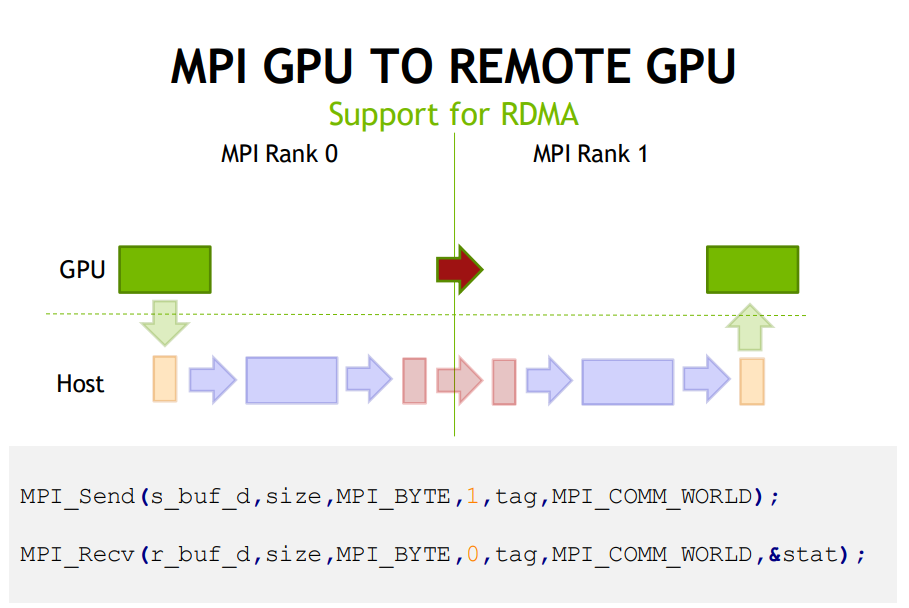 MPI GPU TO REMOTE GPU
Support for RDMA
MPI Rank 0
MPI Rank 1
GPU
Host
MPI_Send(s_buf_d,size,MPI_BYTE,1,tag,MPI_COMM_WORLD);
MPI_Recv(r_buf_d,size,MPI_BYTE,0,tag,MPI_COMM_WORLD,&stat);